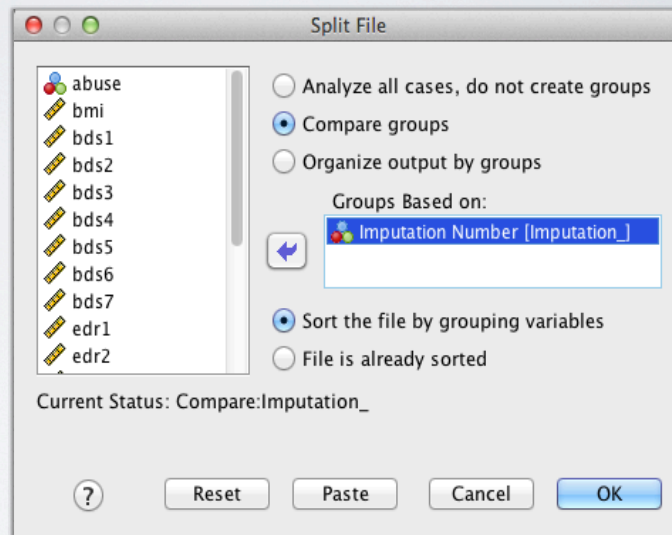 Split File
abuse
bmi
bds1
bds2
bds3
bds4
bds5
bds6
bds7
edr1
edr2
Analyze all cases, do not create groups
Compare groups
Organize output by groups
Groups Based on:
Imputation Number [Imputation_]
Sort the file by grouping variables
File is already sorted
Current Status: Compare:Imputation_
?
Reset
Paste
Cancel
OK